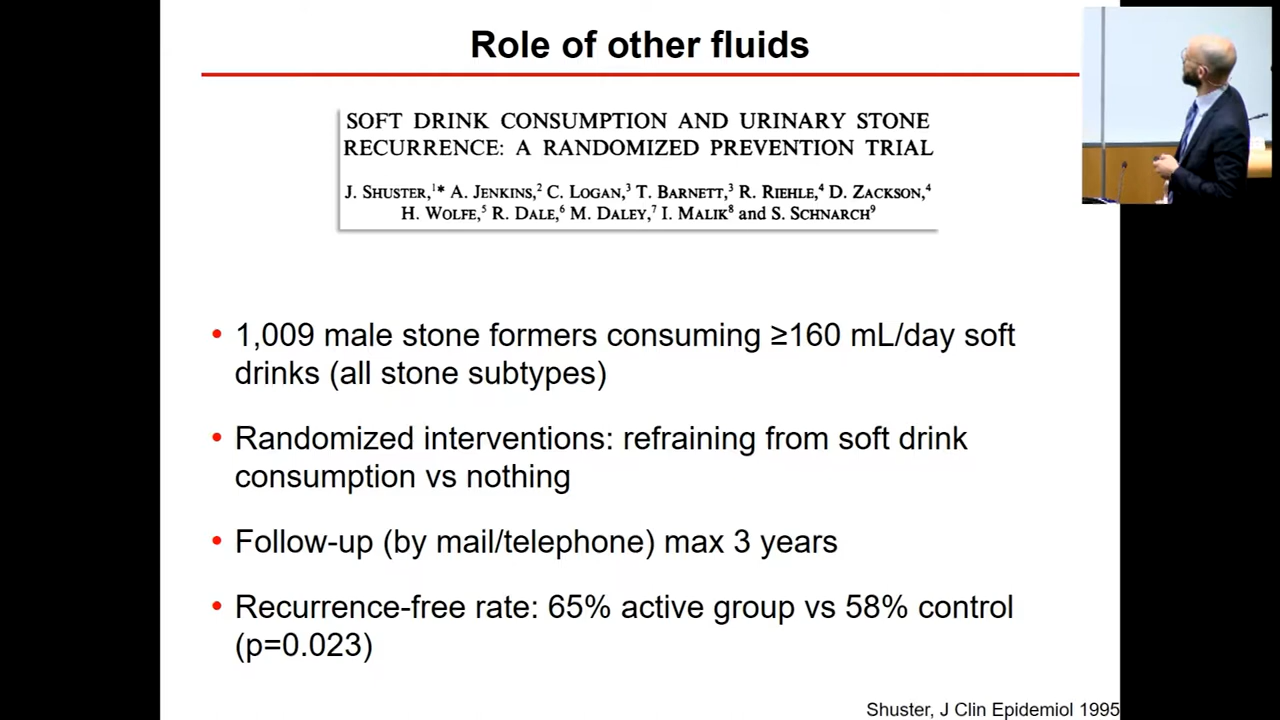 Role of other fluids
SOFT DRINK CONSUMPTION AND URINARY STONE
RECURRENCE: A RANDOMIZED PREVENTION TRIAL
J. SHUSTER,¹* A. JENKINS,² C. LOGAN,³ T. BARNETT,³ R. RIEHLE,⁴ D. ZACKSON,⁴
H. WOLFE,⁵ R. DALE,⁶ M. DALEY,⁷ I. MALIK⁸ and S. SCHNARCH⁹
• 1,009 male stone formers consuming ≥160 mL/day soft
drinks (all stone subtypes)
• Randomized interventions: refraining from soft drink
consumption vs nothing
• Follow-up (by mail/telephone) max 3 years
• Recurrence-free rate: 65% active group vs 58% control
(p=0.023)
Shuster, J Clin Epidemiol 1995